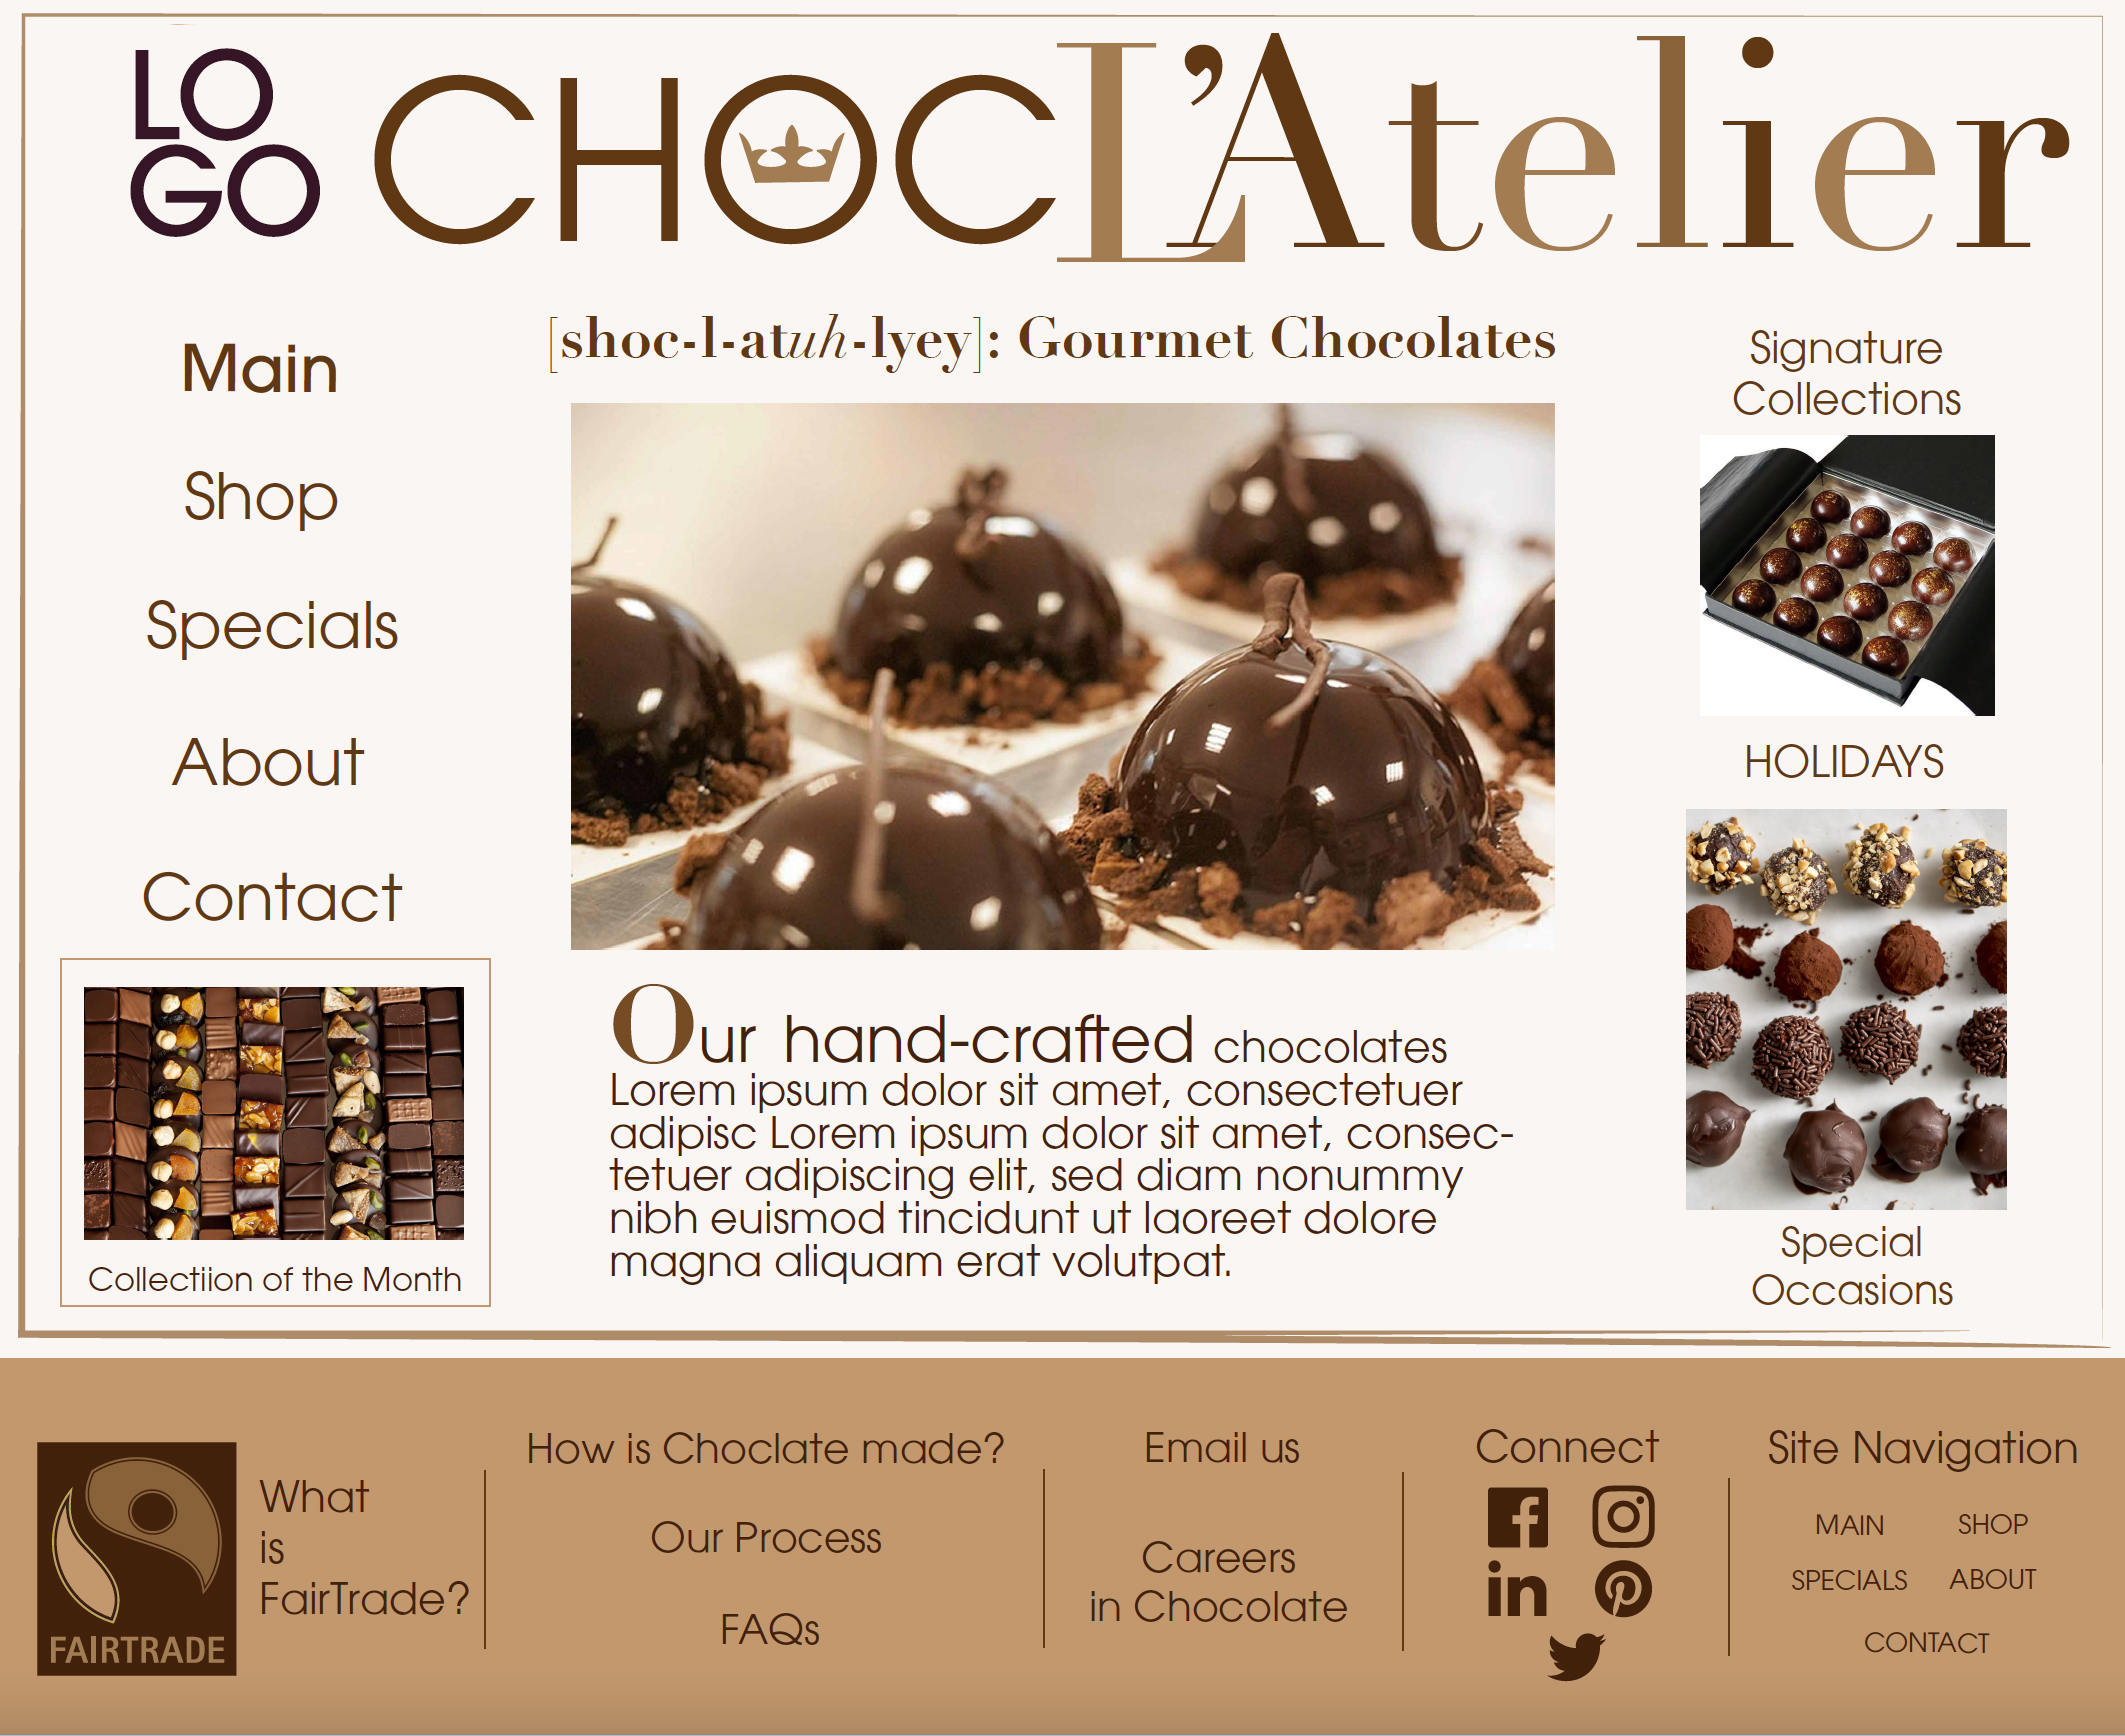 LO
GO
CHOCL'Atelier
[shoc-l-atuh-lyey]: Gourmet Chocolates
Main
Shop
Specials
About
Contact
Collectiion of the Month
Our hand-crafted chocolates
Lorem ipsum dolor sit amet, consectetuer
adipisc Lorem ipsum dolor sit amet, consec-
tetuer adipiscing elit, sed diam nonummy
nibh euismod tincidunt ut laoreet dolore
magna aliquam erat volutpat.
Signature
Collections
HOLIDAYS
Special
Occasions
FAIRTRADE
What
is
FairTrade?
How is Choclate made?
Our Process
FAQs
Email us
Careers
in Chocolate
Connect
in
Site Navigation
MAIN SHOP
SPECIALS ABOUT
CONTACT